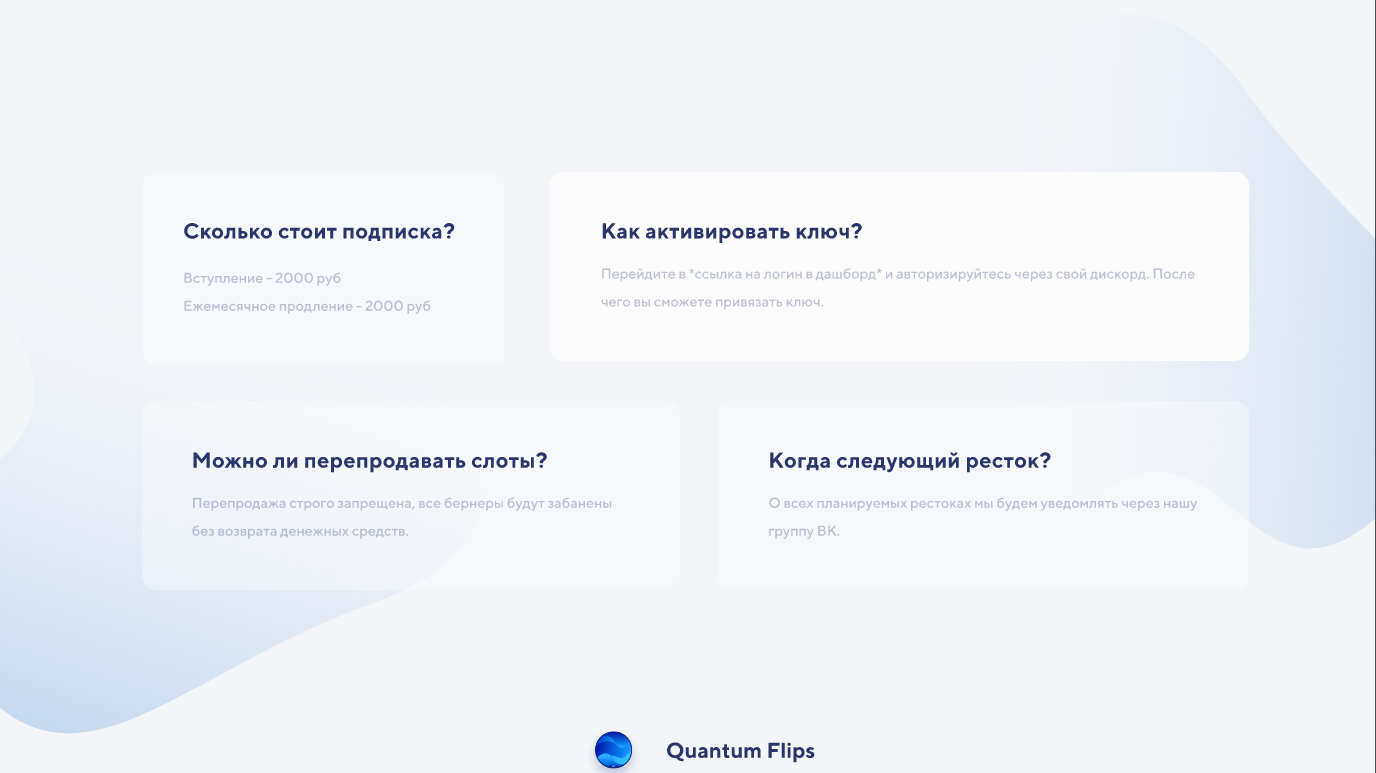 Сколько стоит подписка?
Вступление - 2000 руб
Ежемесячное продление - 2000 руб
Как активировать ключ?
Перейдите в *ссылка на логин в дашборд* и авторизируйтесь через свой дискорд. После
чего вы сможете привязать ключ.
Можно ли перепродавать слоты?
Перепродажа строго запрещена, все бернеры будут забанены
без возврата денежных средств.
Когда следующий ресток?
О всех планируемых рестоках мы будем уведомлять через нашу
группу ВК.
Quantum Flips